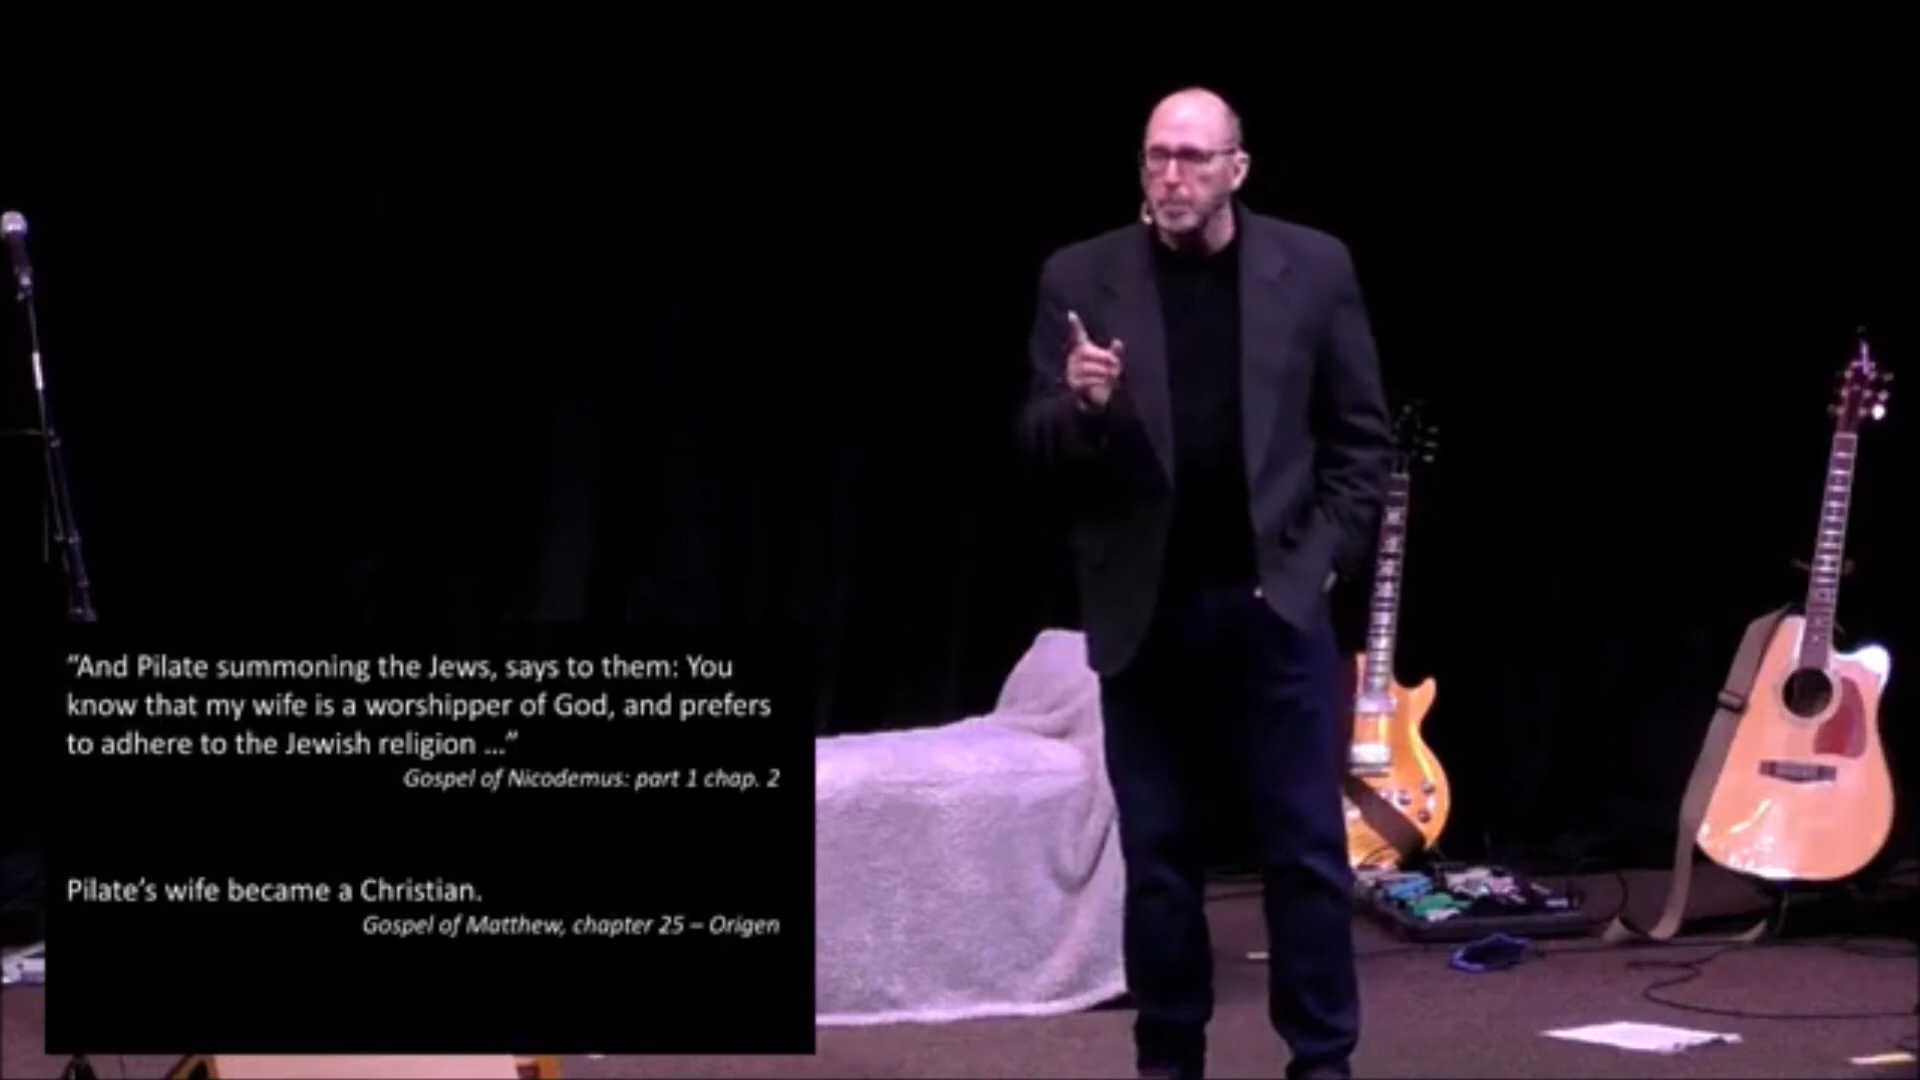 “And Pilate summoning the Jews, says to them: You
know that my wife is a worshipper of God, and prefers
to adhere to the Jewish religion …”
Gospel of Nicodemus: part 1 chap. 2
Pilate’s wife became a Christian.
Gospel of Matthew, chapter 25 – Origen